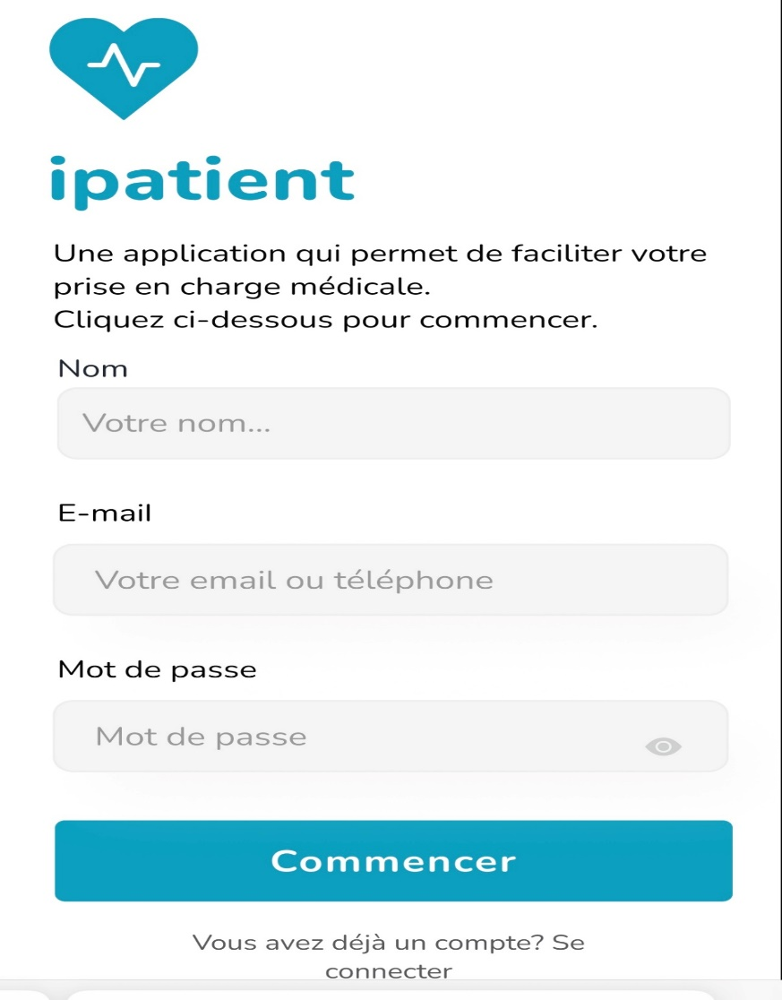 ipatient
Une application qui permet de faciliter votre
prise en charge médicale.
Cliquez ci-dessous pour commencer.
Nom
Votre nom...
E-mail
Votre email ou téléphone
Mot de passe
Mot de passe
Commencer
Vous avez déjà un compte? Se
connecter